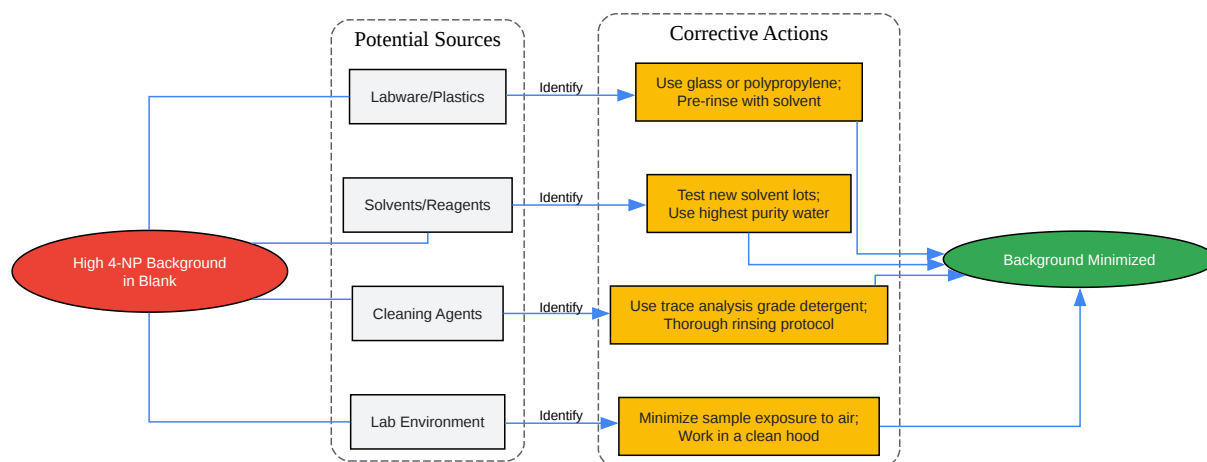 Potential Sources
Corrective Actions
Labware/Plastics
Identify
Use glass or polypropylene;
Pre-rinse with solvent
Solvents/Reagents
Identify
Test new solvent lots;
Use highest purity water
High 4-NP Background
in Blank
Background Minimized
Cleaning Agents
Identify
Use trace analysis grade detergent;
Thorough rinsing protocol
Lab Environment
Identify
Minimize sample exposure to air;
Work in a clean hood